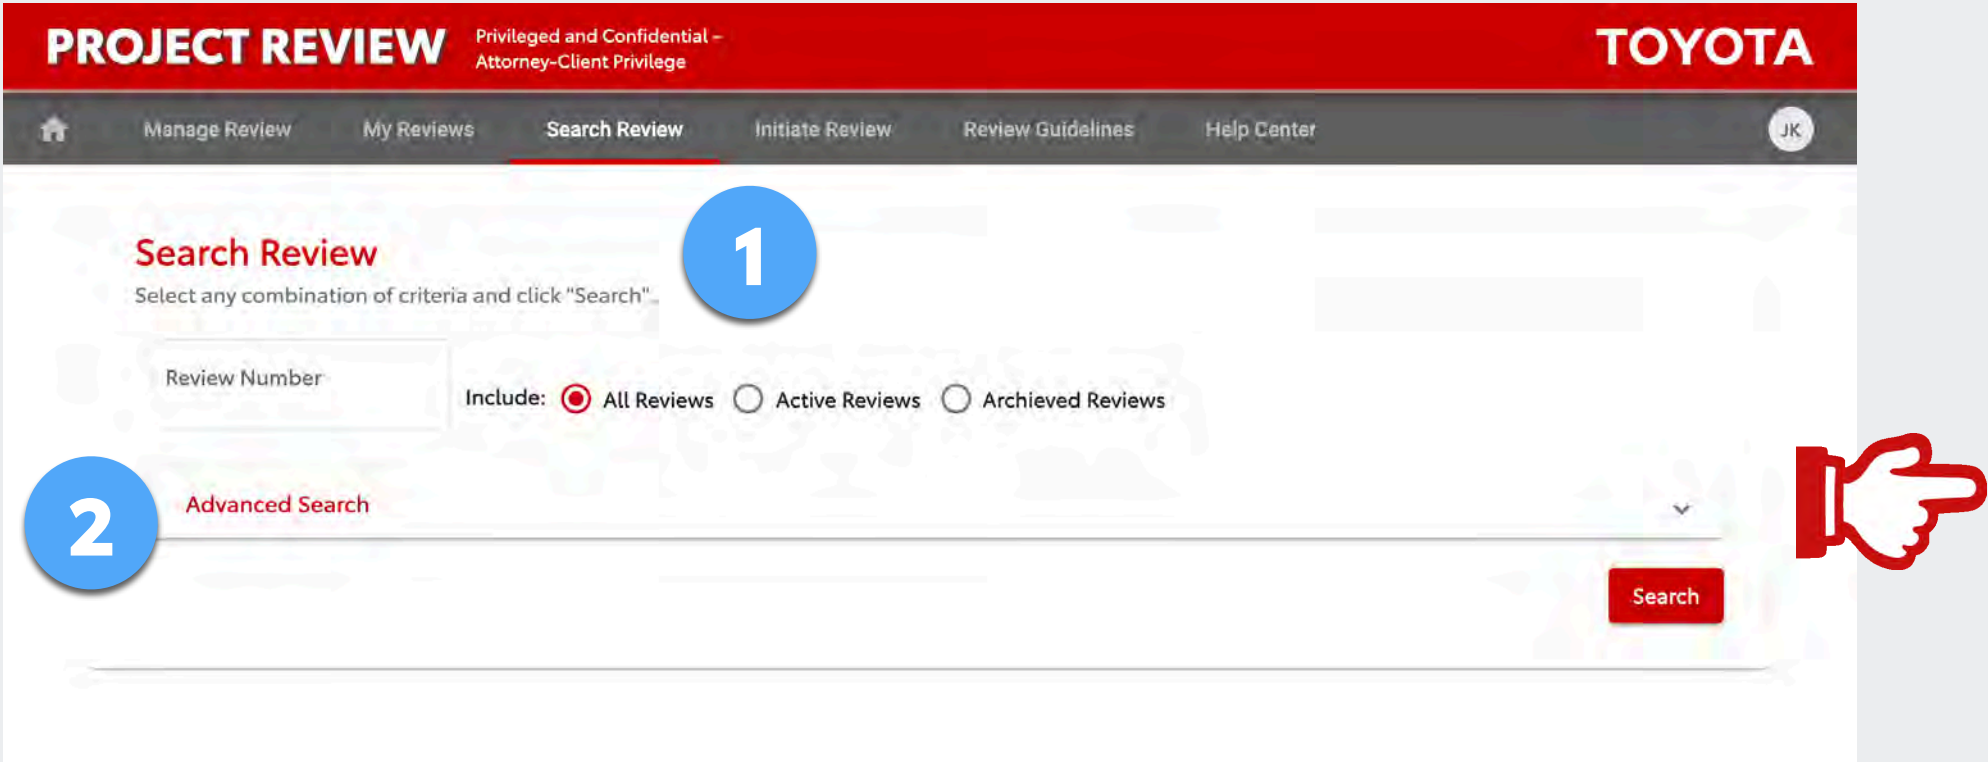 PROJECT REVIEW
Privileged and Confidential –
Attorney-Client Privilege
TOYOTA
Manage Review My Reviews Search Review Initiate Review Review Guidelines Help Center JK
1
Search Review
Select any combination of criteria and click "Search".
Review Number
Include: All Reviews Active Reviews Archieved Reviews
2
Advanced Search
Search